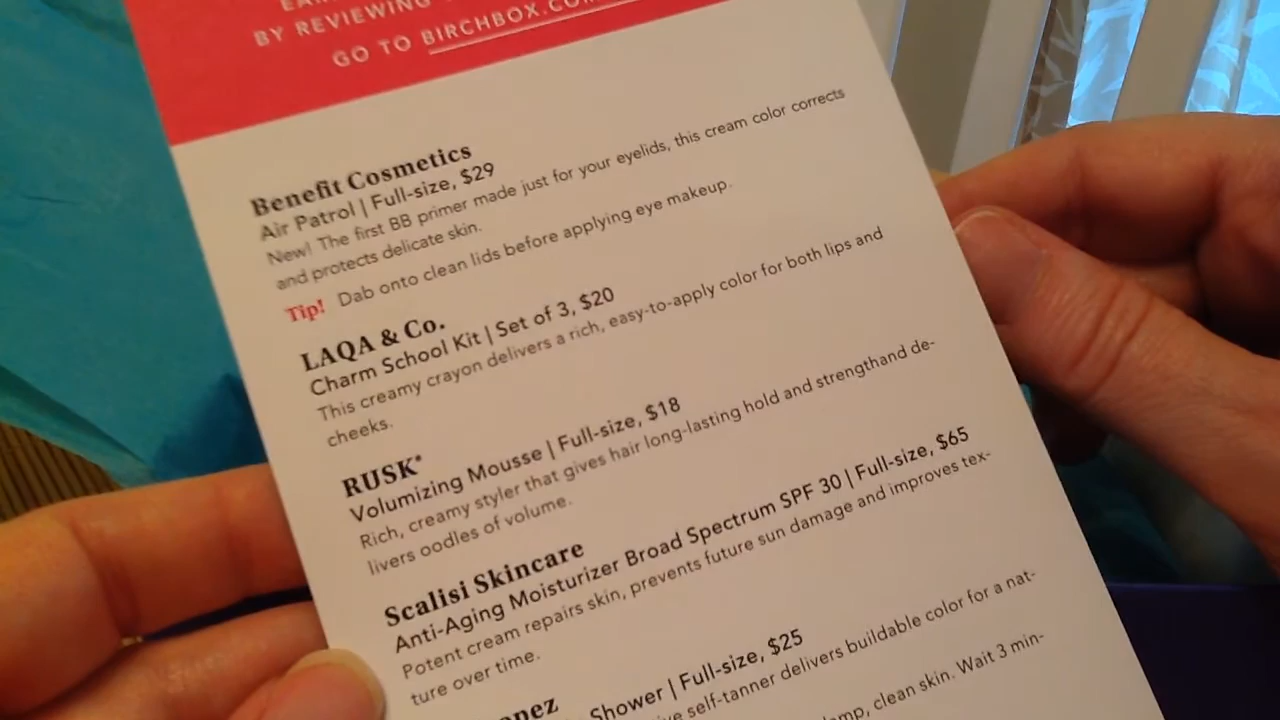 BY REVIEWING
GO TO BIRCHBOX.COM
Benefit Cosmetics
Air Patrol | Full-size, $29
New! The first BB primer made just for your eyelids, this cream color corrects
and protects delicate skin.
Tip! Dab onto clean lids before applying eye makeup.
LAQA & Co.
Charm School Kit | Set of 3, $20
This creamy crayon delivers a rich, easy-to-apply color for both lips and
cheeks.
RUSK®
Volumizing Mousse | Full-size, $18
Rich, creamy styler that gives hair long-lasting hold and strengthand de-
livers oodles of volume.
Scalisi Skincare
Anti-Aging Moisturizer Broad Spectrum SPF 30 | Full-size, $65
Potent cream repairs skin, prevents future sun damage and improves tex-
ture over time.
Shower | Full-size, $25
self-tanner delivers buildable color for a nat-
clean skin. Wait 3 min-